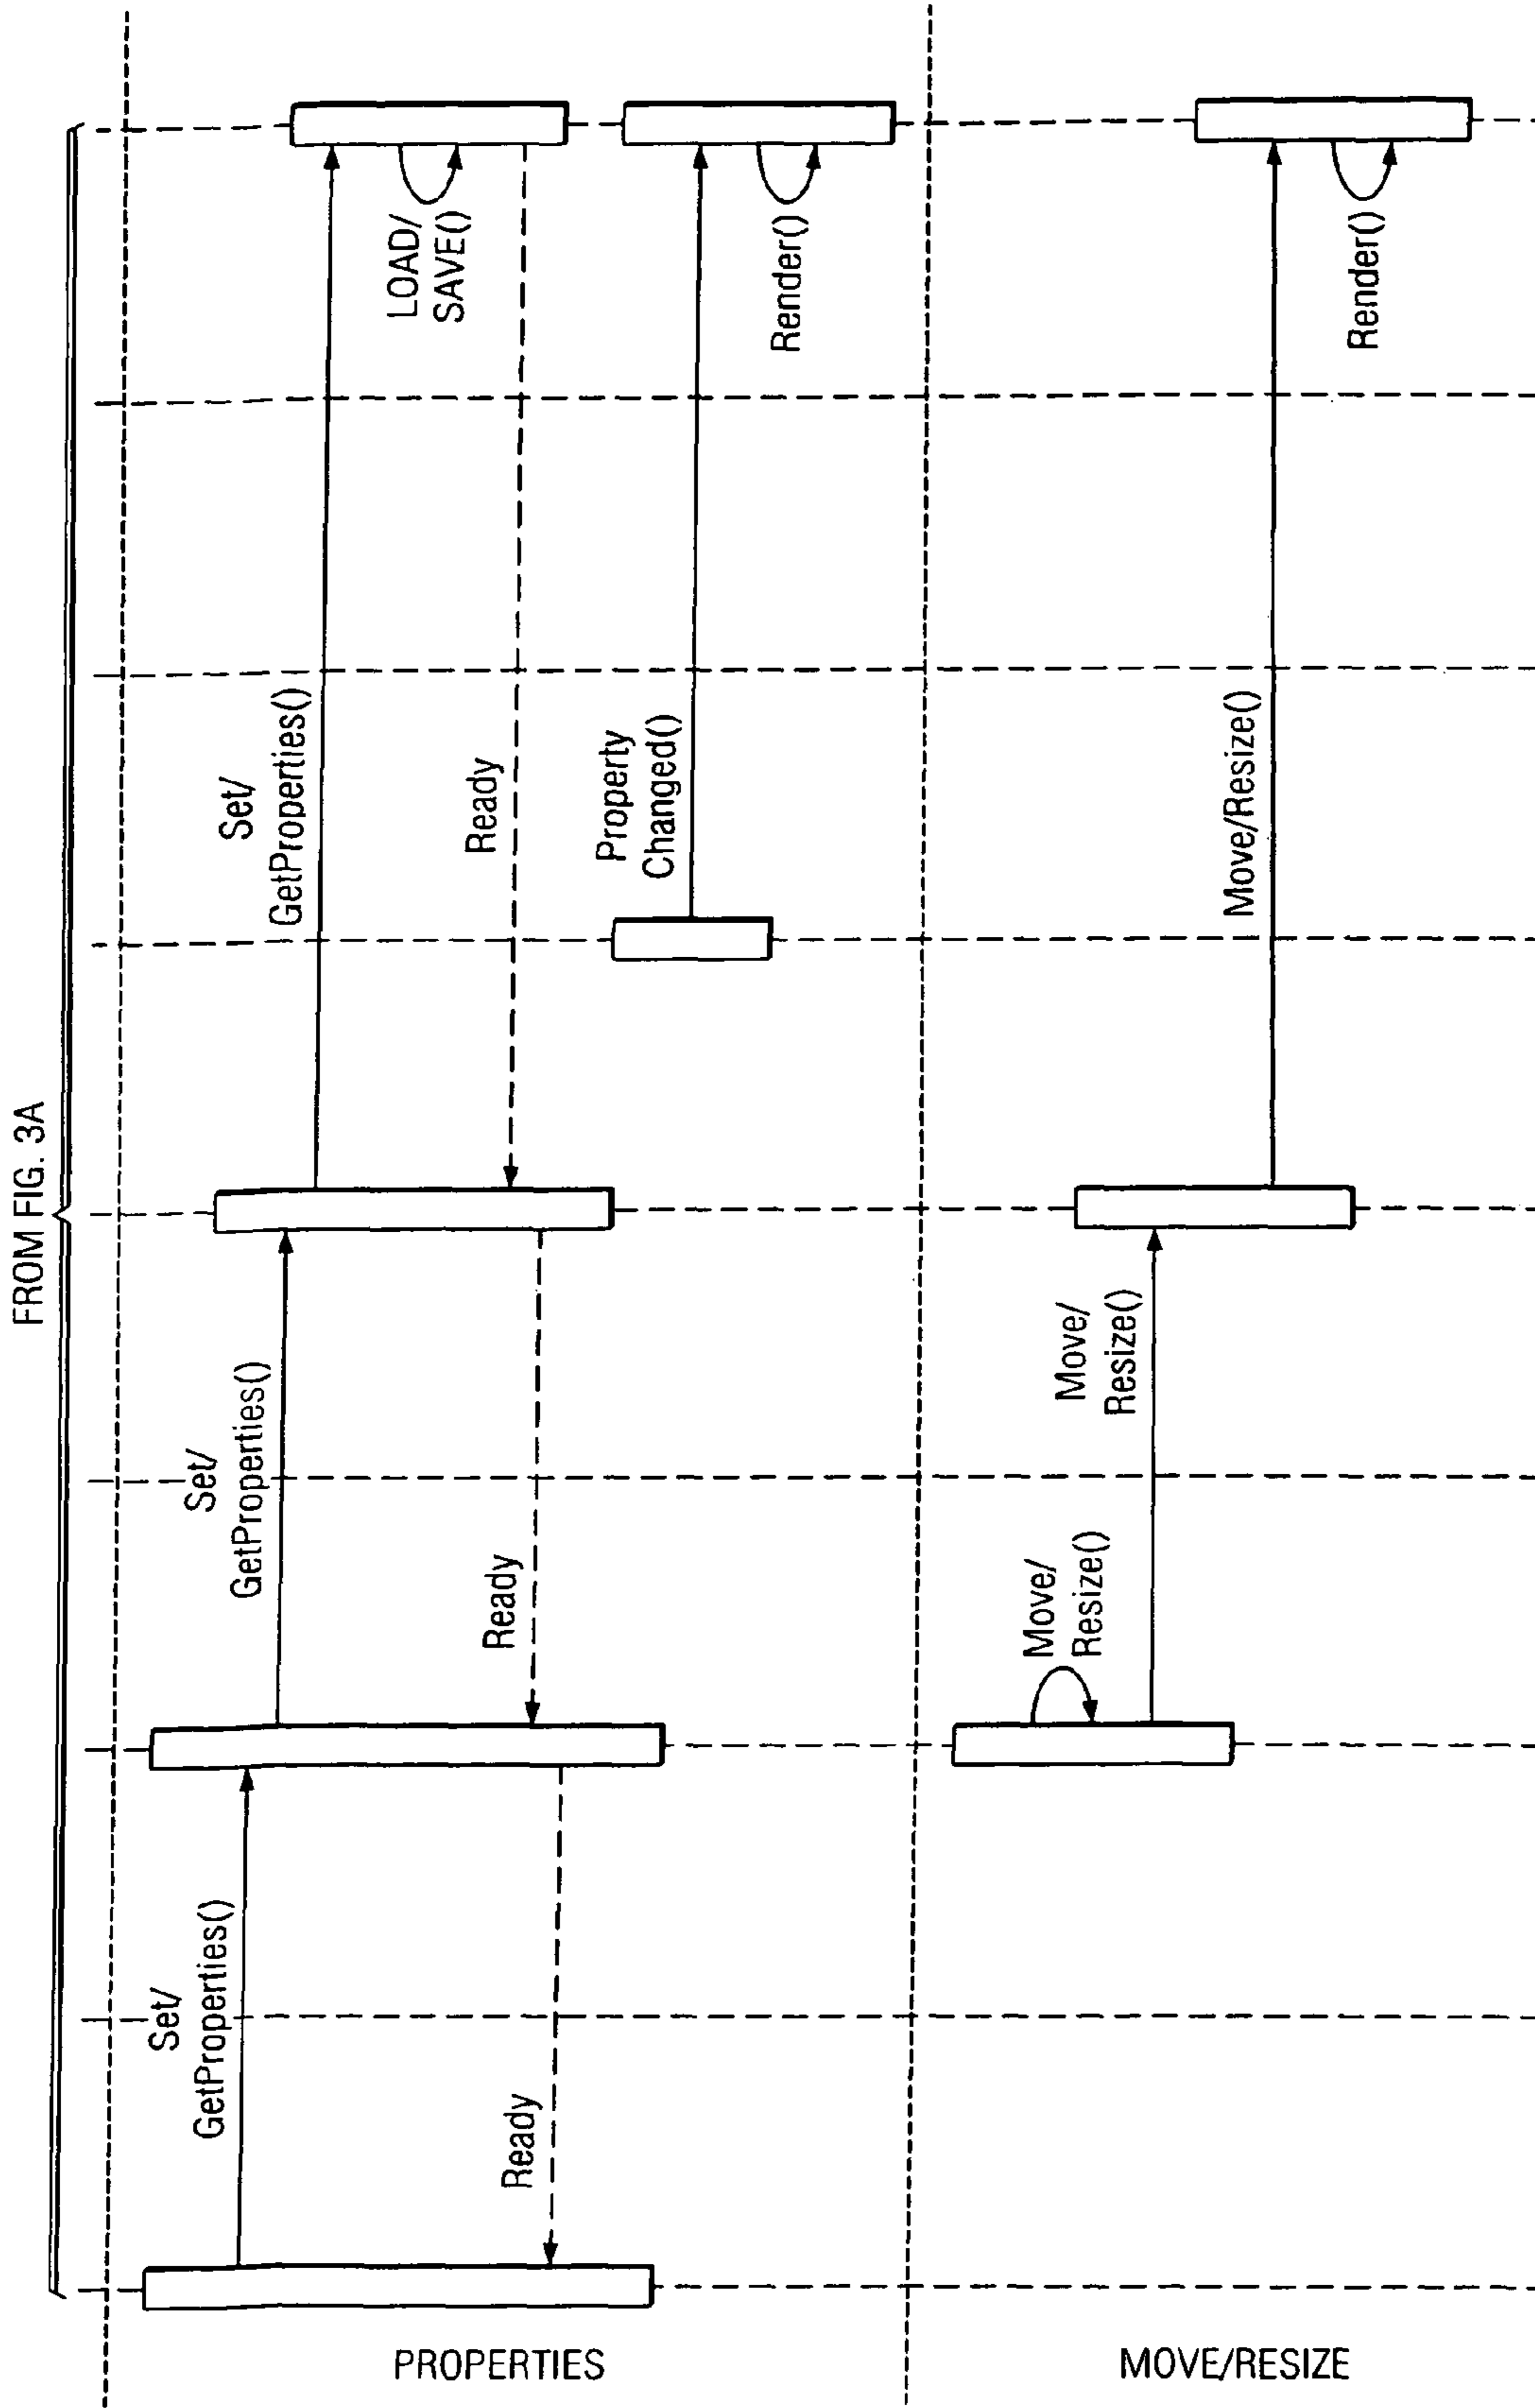 FROM FIG. 3A
PROPERTIES
Set/
GetProperties()
Set/
GetProperties()
Set/
GetProperties()
LOAD/
SAVE()
Ready
Ready
Ready
Property
Changed()
Render()
MOVE/RESIZE
Move/
Resize()
Move/
Resize()
Move/Resize()
Render()